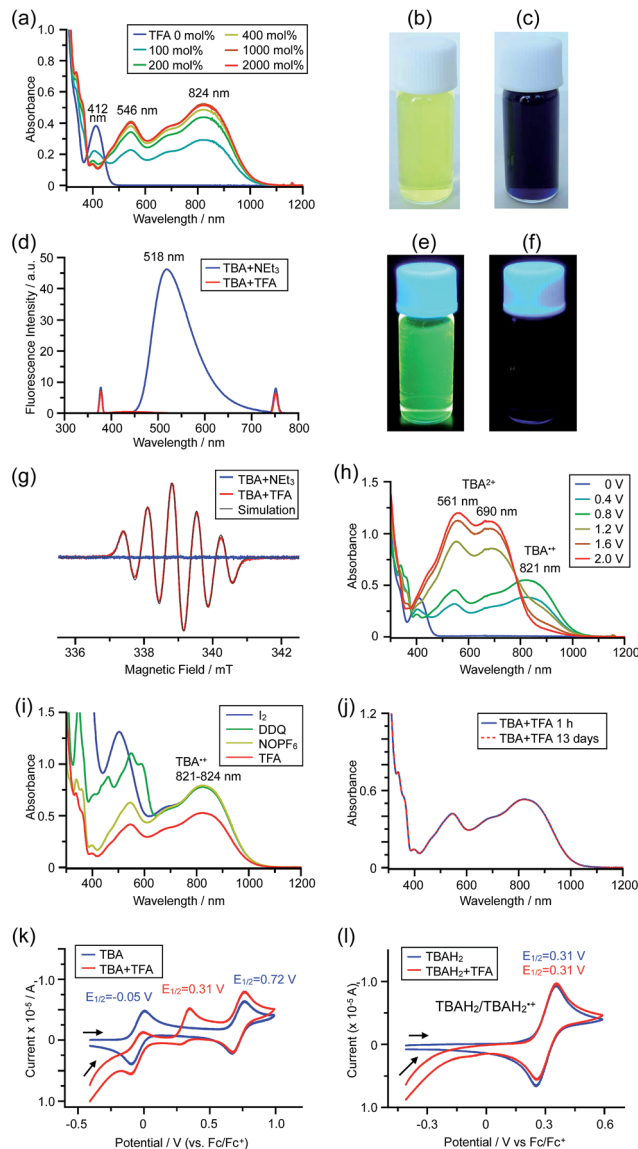 (a)
TFA 0 mol%
100 mol%
200 mol%
400 mol%
1000 mol%
2000 mol%
412
nm
546 nm
824 nm
1.0
0.8
0.6
0.4
0.2
0
Absorbance
400 600 800 1000 1200
Wavelength / nm
(b)
(c)
(d)
TBA+NEt₃
TBA+TFA
518 nm
50
40
30
20
10
0
Fluorescence Intensity / a.u.
300 400 500 600 700 800
Wavelength / nm
(e)
(f)
(g)
TBA+NEt₃
TBA+TFA
Simulation
336 338 340 342
Magnetic Field / mT
(h)
TBA²⁺
561 nm
690 nm
TBA•⁺
821 nm
0 V
0.4 V
0.8 V
1.2 V
1.6 V
2.0 V
1.5
1.0
0.5
0
Absorbance
400 600 800 1000 1200
Wavelength / nm
(i)
I₂
DDQ
NOPF₆
TFA
TBA•⁺
821-824 nm
1.5
1.0
0.5
0
Absorbance
400 600 800 1000 1200
Wavelength / nm
(j)
TBA+TFA 1 h
TBA+TFA 13 days
1.2
0.8
0.4
0
Absorbance
400 600 800 1000 1200
Wavelength / nm
(k)
TBA
TBA+TFA
E1/2=-0.05 V
E1/2=0.31 V
E1/2=0.72 V
1.0
0
1.0
Current x 10⁻⁵ / A
-0.5 0 0.5 1.0
Potential / V (vs. Fc/Fc⁺)
(l)
TBAH₂
TBAH₂+TFA
E1/2=0.31 V
E1/2=0.31 V
TBAH₂/TBAH₂•⁺
1.0
0
1.0
Current x 10⁻⁵ A)
-0.3 0 0.3 0.6
Potential / V vs Fc/Fc⁺